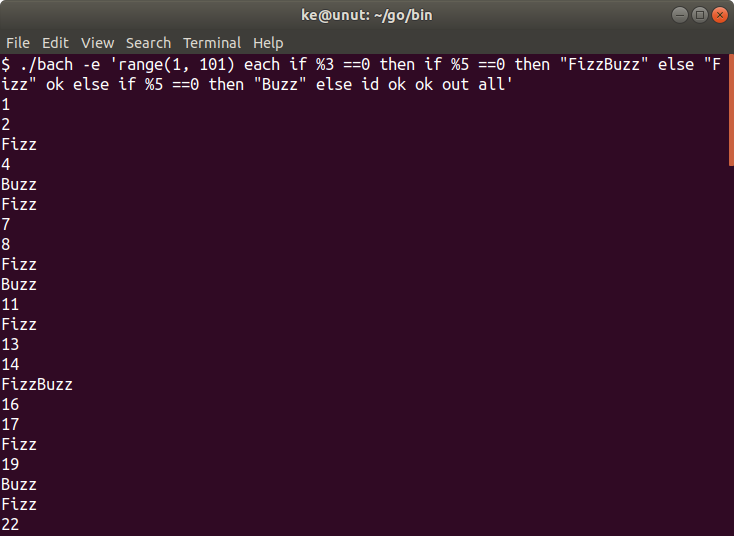 ke@unut: ~/go/bin
File Edit View Search Terminal Help
$ ./bach -e 'range(1, 101) each if %3 ==0 then if %5 ==0 then "FizzBuzz" else "F
izz" ok else if %5 ==0 then "Buzz" else id ok ok out all'
1
2
Fizz
4
Buzz
Fizz
7
8
Fizz
Buzz
11
Fizz
13
14
FizzBuzz
16
17
Fizz
19
Buzz
Fizz
22